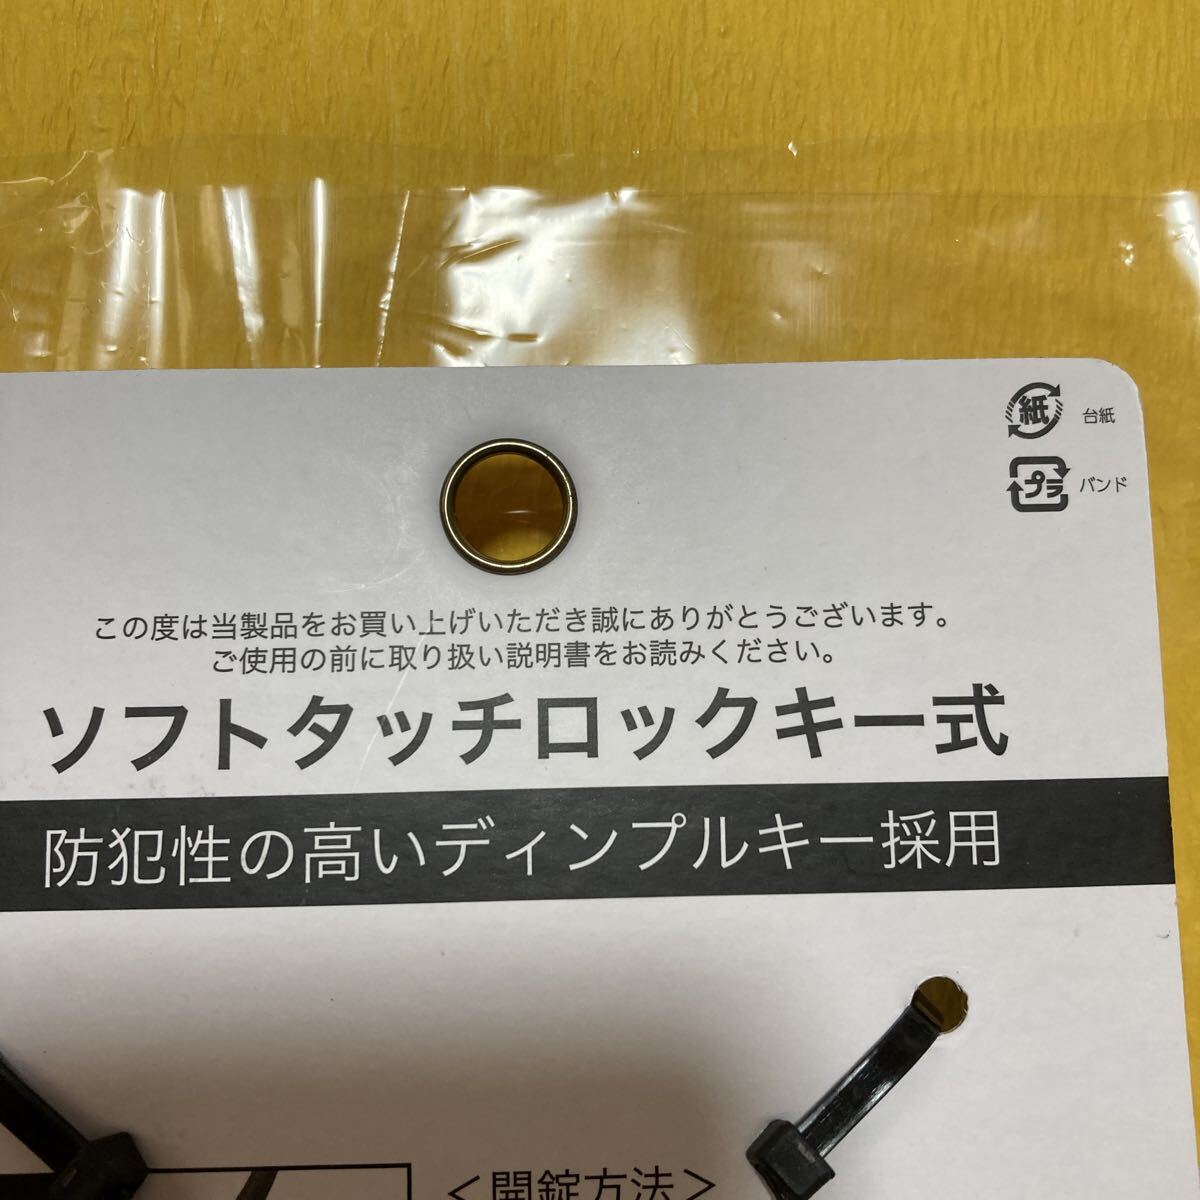 紙 台紙
プラ バンド
この度は当製品をお買い上げいただき誠にありがとうございます。
ご使用の前に取り扱い説明書をお読みください。
ソフトタッチロックキー式
防犯性の高いディンプルキー採用
＜開錠方法＞